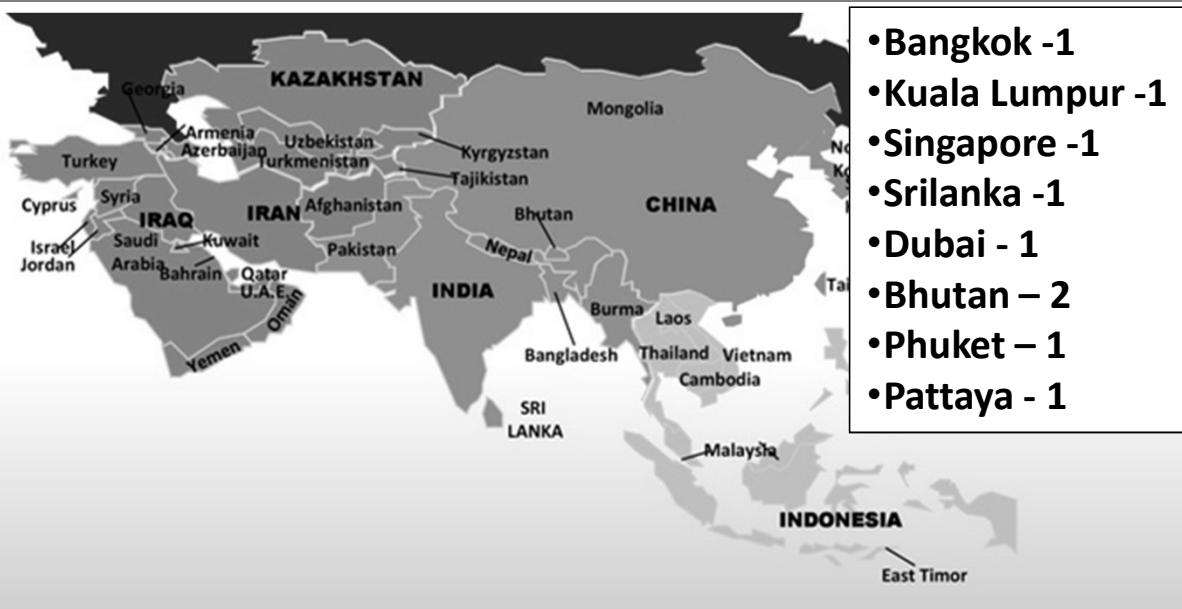 •Bangkok -1
•Kuala Lumpur -1
•Singapore -1
•Srilanka -1
•Dubai - 1
•Bhutan – 2
•Phuket – 1
•Pattaya - 1
KAZAKHSTAN
Georgia
Mongolia
Armenia
Azerbaijan
Uzbekistan
Turkmenistan
Kyrgyzstan
Tajikistan
Turkey
Cyprus
Syria
IRAQ
IRAN
Afghanistan
Bhutan
CHINA
Israel
Jordan
Saudi
Arabia
Kuwait
Bahrain
Qatar
U.A.E.
Oman
Yemen
Pakistan
Nepal
INDIA
Burma
Laos
Bangladesh
Thailand
Vietnam
Cambodia
SRI
LANKA
Malaysia
INDONESIA
East Timor